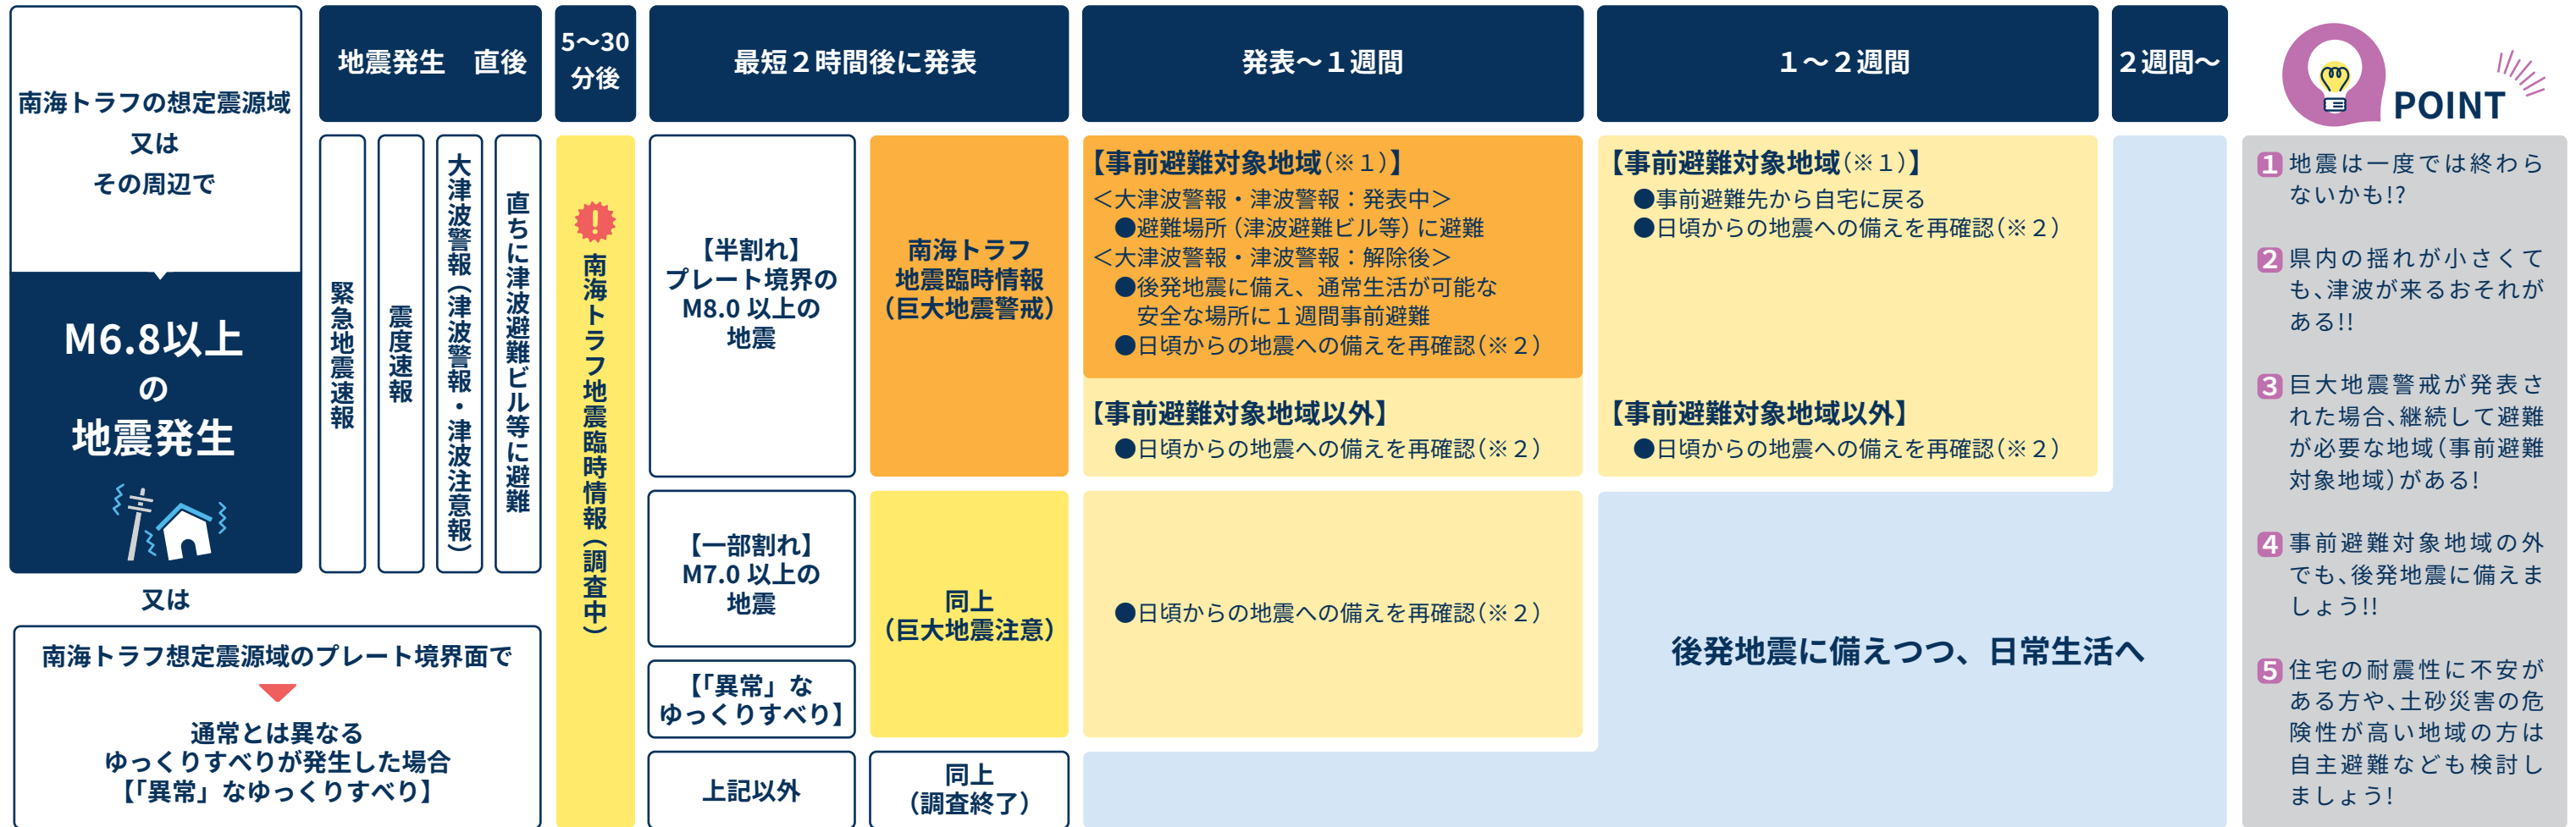 南海トラフの想定震源域
又は
その周辺で
M6.8以上
の
地震発生
又は
南海トラフ想定震源域のプレート境界面で
通常とは異なる
ゆっくりすべりが発生した場合
【「異常」なゆっくりすべり】
地震発生　直後
緊急地震速報
震度速報
大津波警報（津波警報・津波注意報）
直ちに津波避難ビル等に避難
5〜30
分後
南海トラフ地震臨時情報（調査中）
最短２時間後に発表
【半割れ】
プレート境界の
M8.0 以上の
地震
南海トラフ
地震臨時情報
（巨大地震警戒）
【一部割れ】
M7.0 以上の
地震
【「異常」な
ゆっくりすべり】
同上
（巨大地震注意）
上記以外
同上
（調査終了）
発表〜１週間
【事前避難対象地域（※１）】
＜大津波警報・津波警報：発表中＞
●避難場所（津波避難ビル等）に避難
＜大津波警報・津波警報：解除後＞
●後発地震に備え、通常生活が可能な
安全な場所に１週間事前避難
●日頃からの地震への備えを再確認（※２）
【事前避難対象地域以外】
●日頃からの地震への備えを再確認（※２）
●日頃からの地震への備えを再確認（※２）
１〜２週間
【事前避難対象地域（※１）】
●事前避難先から自宅に戻る
●日頃からの地震への備えを再確認（※２）
【事前避難対象地域以外】
●日頃からの地震への備えを再確認（※２）
２週間〜
後発地震に備えつつ、日常生活へ
POINT
1 地震は一度では終わら
ないかも!?
2 県内の揺れが小さくて
も、津波が来るおそれが
ある!!
3 巨大地震警戒が発表さ
れた場合、継続して避難
が必要な地域（事前避難
対象地域）がある!
4 事前避難対象地域の外
でも、後発地震に備えま
しょう!!
5 住宅の耐震性に不安が
ある方や、土砂災害の危
険性が高い地域の方は
自主避難なども検討し
ましょう!